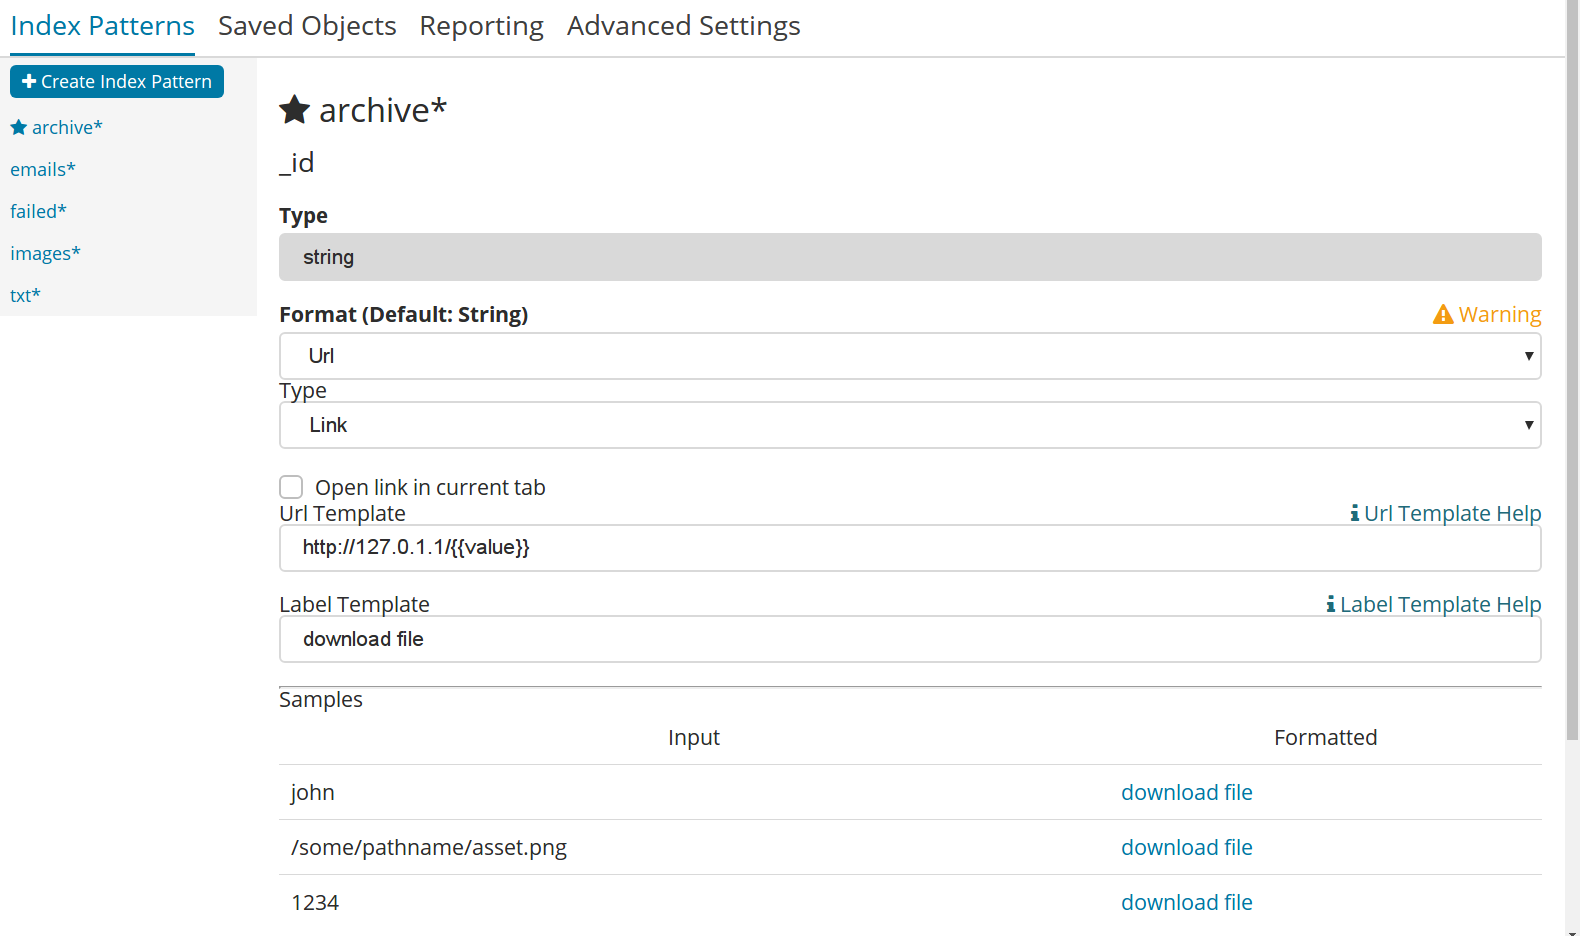 Index Patterns Saved Objects Reporting Advanced Settings
Create Index Pattern
archive*
emails*
failed*
images*
txt*
archive*
_id
Type
string
Format (Default: String) Warning
Url
Type
Link
Open link in current tab
Url Template Url Template Help
http://127.0.1.1/{{value}}
Label Template Label Template Help
download file
Samples
Input Formatted
john download file
/some/pathname/asset.png download file
1234 download file